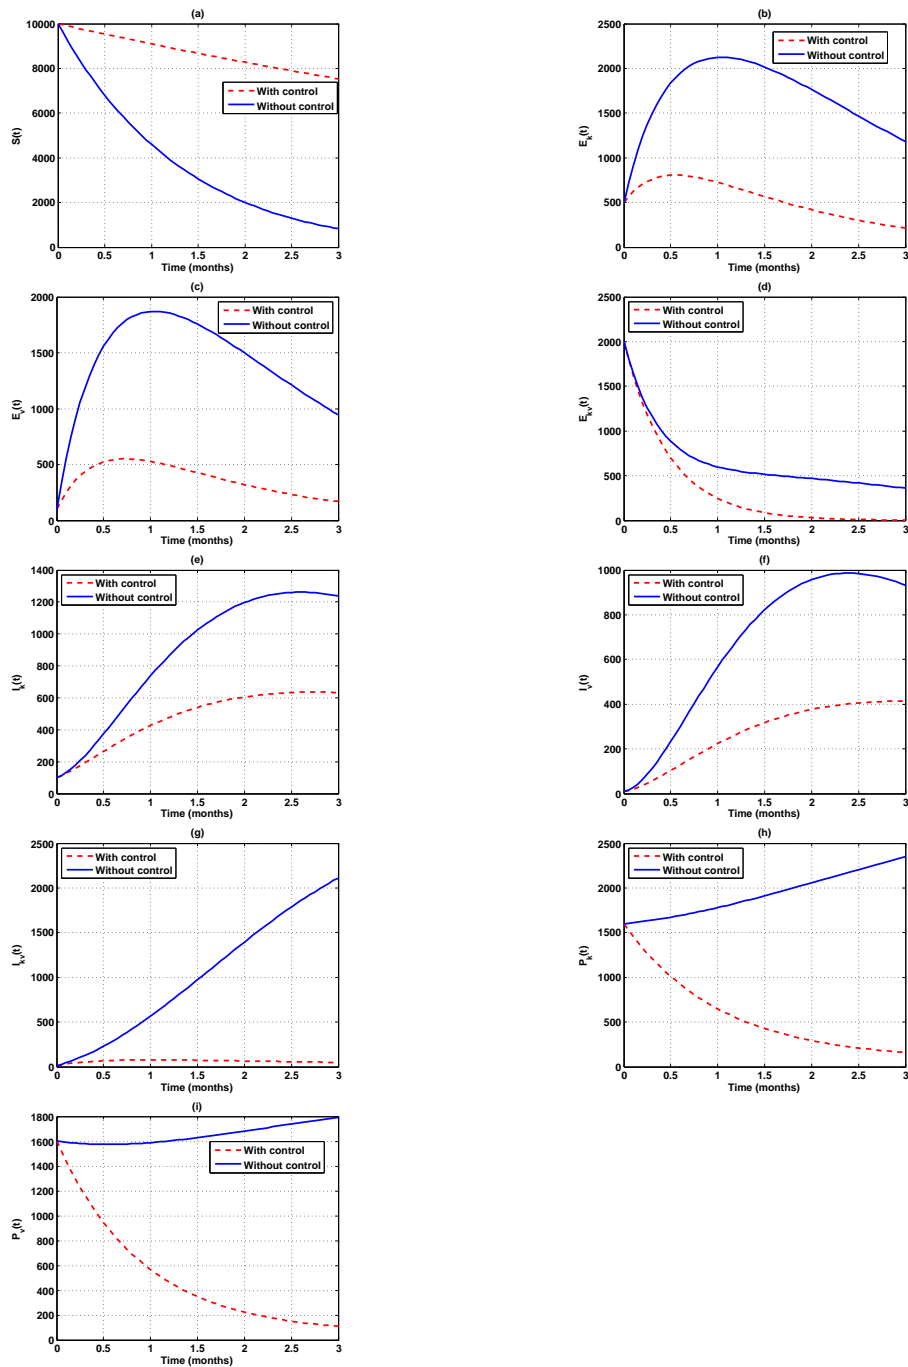 (a)
10000
8000
6000
4000
2000
0
S(t)
With control
Without control
0 0.5 1 1.5 2 2.5 3
Time (months)
(b)
2500
2000
1500
1000
500
0
E_k(t)
With control
Without control
0 0.5 1 1.5 2 2.5 3
Time (months)
(c)
2000
1500
1000
500
0
E_v(t)
With control
Without control
0 0.5 1 1.5 2 2.5 3
Time (months)
(d)
2500
2000
1500
1000
500
0
E_kv(t)
With control
Without control
0 0.5 1 1.5 2 2.5 3
Time (months)
(e)
1400
1200
1000
800
600
400
200
0
I_k(t)
With control
Without control
0 0.5 1 1.5 2 2.5 3
Time (months)
(f)
1000
800
600
400
200
0
I_v(t)
With control
Without control
0 0.5 1 1.5 2 2.5 3
Time (months)
(g)
2500
2000
1500
1000
500
0
I_kv(t)
With control
Without control
0 0.5 1 1.5 2 2.5 3
Time (months)
(h)
2500
2000
1500
1000
500
0
P_k(t)
With control
Without control
0 0.5 1 1.5 2 2.5 3
Time (months)
(i)
1800
1600
1400
1200
1000
800
600
400
200
0
P_v(t)
With control
Without control
0 0.5 1 1.5 2 2.5 3
Time (months)